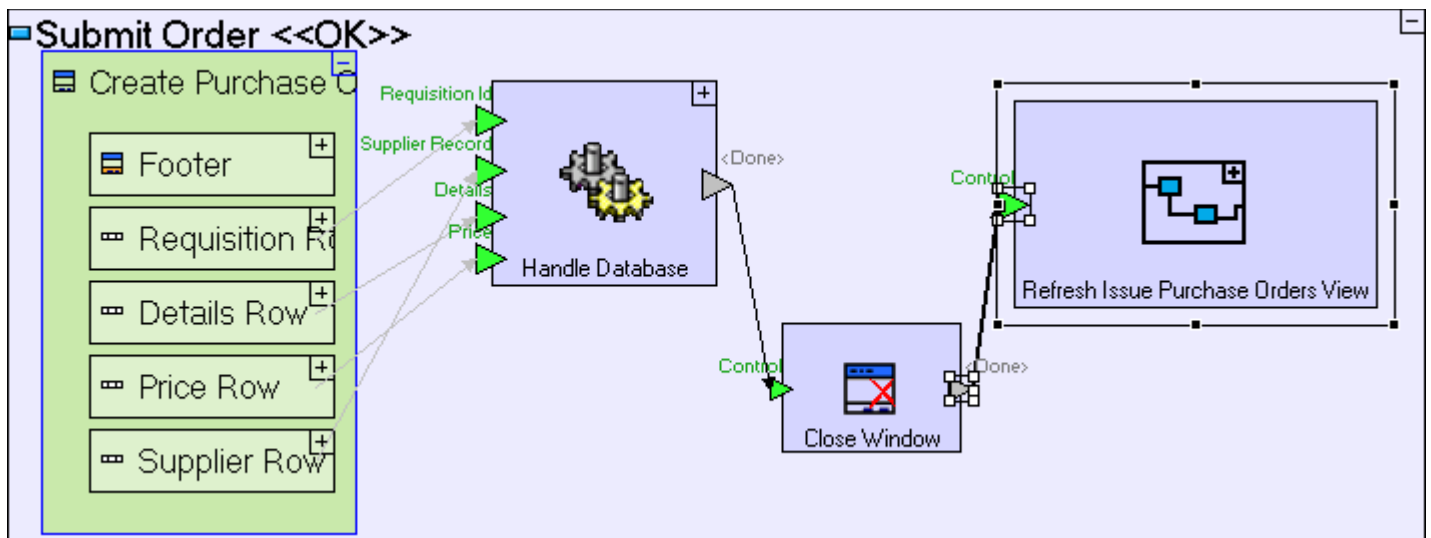 Submit Order <<OK>>
Create Purchase
Footer
Requisition
Details Row
Price Row
Supplier Row
Requisition Id
Supplier Record
Details
Price
<Done>
Handle Database
Control
<Done>
Close Window
Control
Refresh Issue Purchase Orders View